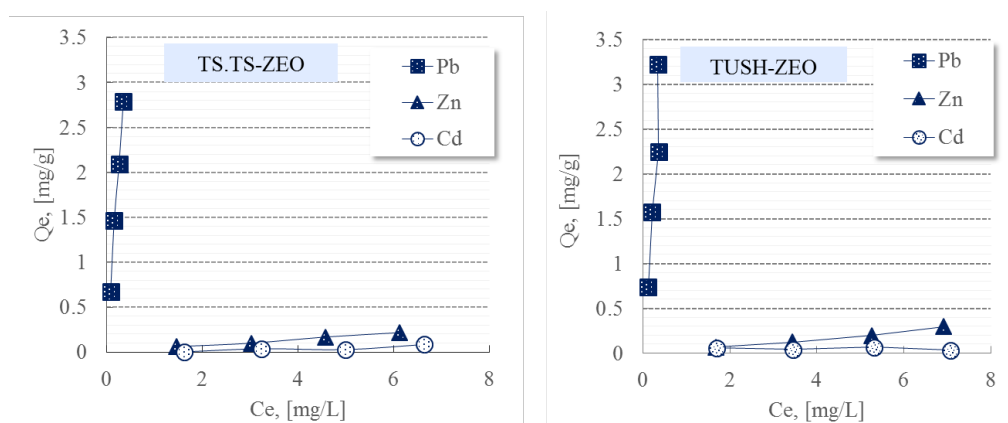 3.5
3
2.5
2
1.5
1
0.5
0
0
2
4
6
8
Qe, [mg/g]
Ce, [mg/L]
TS.TS-ZEO
Pb
Zn
Cd
3.5
3
2.5
2
1.5
1
0.5
0
0
2
4
6
8
Qe, [mg/g]
Ce, [mg/L]
TUSH-ZEO
Pb
Zn
Cd